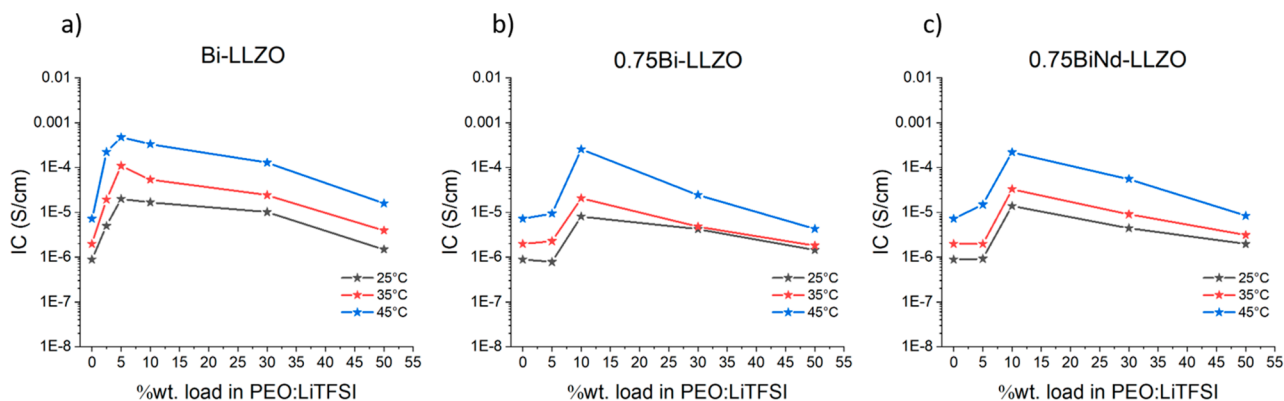 a)
Bi-LLZO
IC (S/cm)
0.01
0.001
1E-4
1E-5
1E-6
1E-7
1E-8
25°C
35°C
45°C
0 5 10 15 20 25 30 35 40 45 50 55
%wt. load in PEO:LiTFSI
b)
0.75Bi-LLZO
IC (S/cm)
0.01
0.001
1E-4
1E-5
1E-6
1E-7
1E-8
25°C
35°C
45°C
0 5 10 15 20 25 30 35 40 45 50 55
%wt. load in PEO:LiTFSI
c)
0.75BiNd-LLZO
IC (S/cm)
0.01
0.001
1E-4
1E-5
1E-6
1E-7
1E-8
25°C
35°C
45°C
0 5 10 15 20 25 30 35 40 45 50 55
%wt. load in PEO:LiTFSI